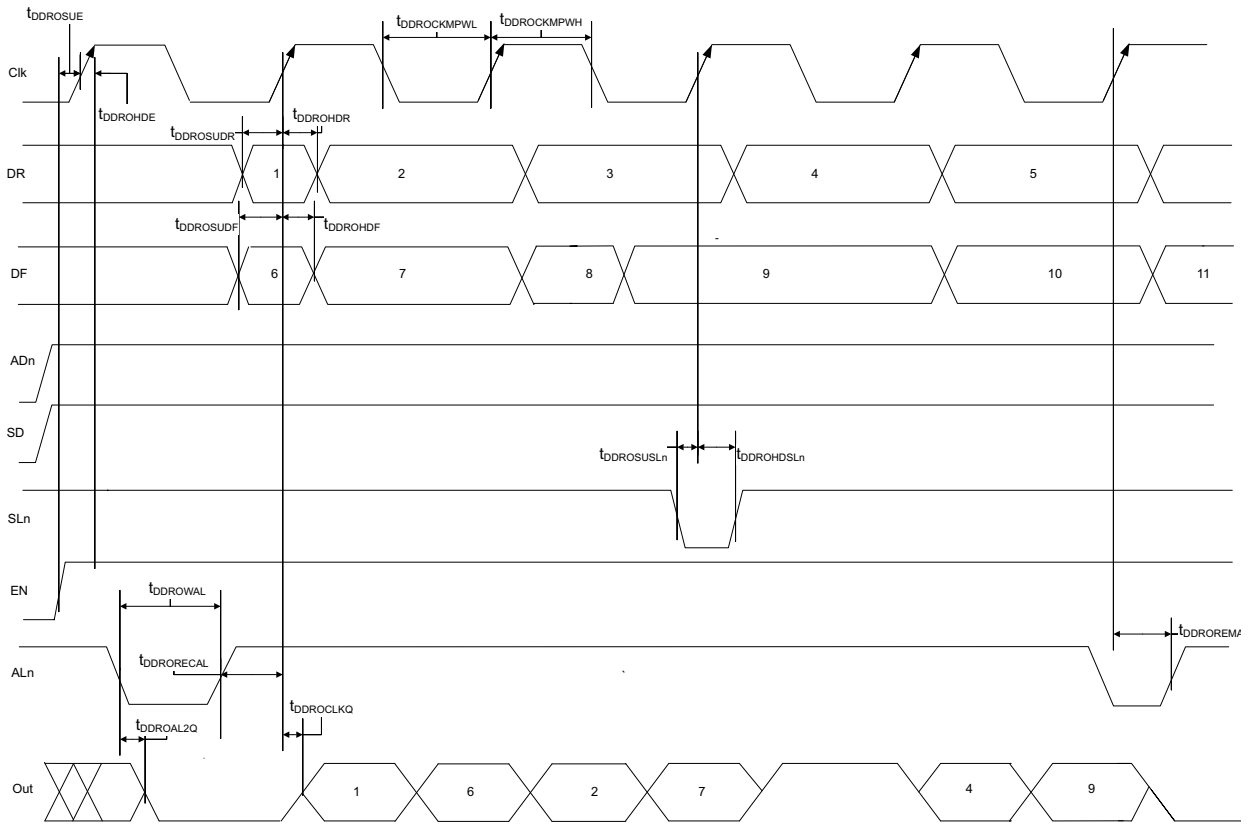 tDDROSUE
tDDROCKMPWL
tDDROCKMPWH
Clk
tDDROHDE
tDDROSUDR
tDDROHDR
DR
1
2
3
4
5
tDDROSUDF
tDDROHDF
DF
6
7
8
9
10
11
ADn
SD
tDDROSUSLn
tDDROHDSLn
SLn
EN
tDDROWAL
tDDRORECAL
tDDROREMA
ALn
tDDROCLKQ
tDDROAL2Q
Out
1
6
2
7
4
9